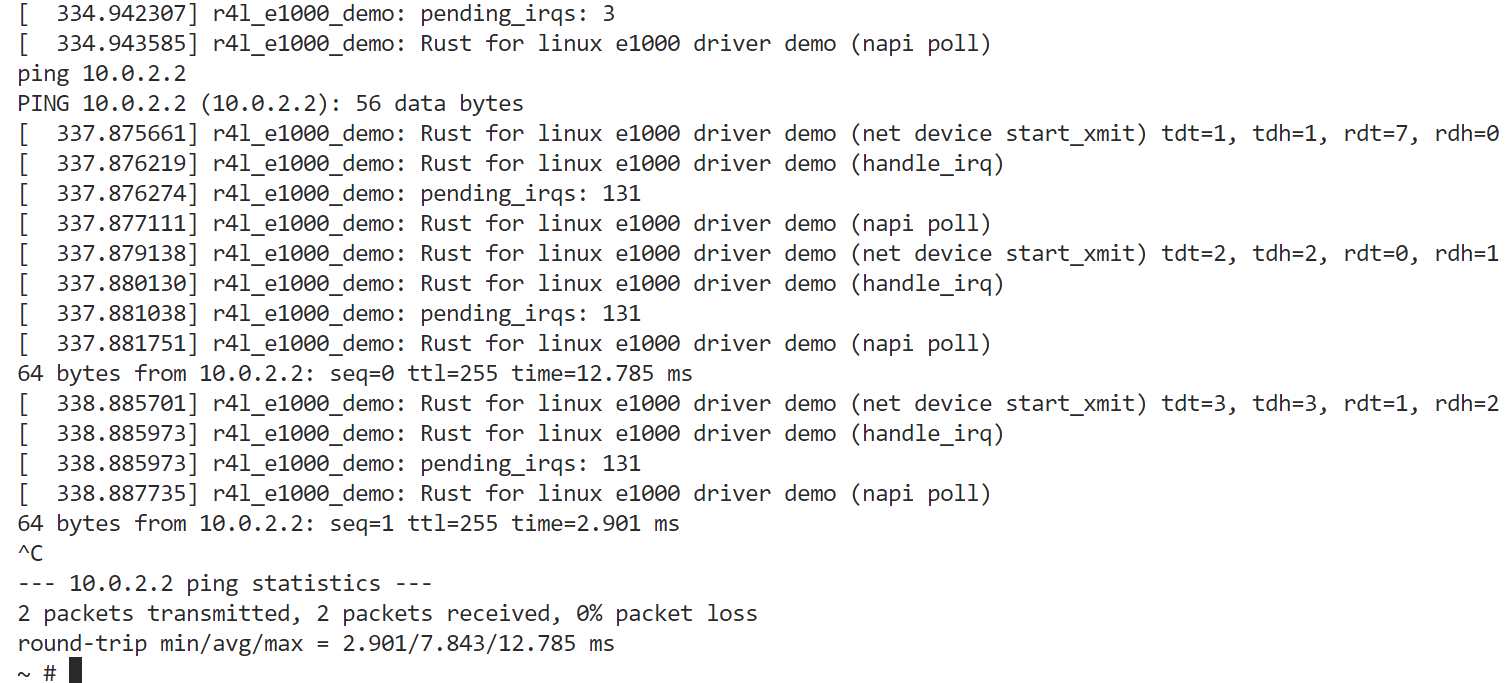 [  334.942307] r4l_e1000_demo: pending_irqs: 3
[  334.943585] r4l_e1000_demo: Rust for linux e1000 driver demo (napi poll)
ping 10.0.2.2
PING 10.0.2.2 (10.0.2.2): 56 data bytes
[  337.875661] r4l_e1000_demo: Rust for linux e1000 driver demo (net device start_xmit) tdt=1, tdh=1, rdt=7, rdh=0
[  337.876219] r4l_e1000_demo: Rust for linux e1000 driver demo (handle_irq)
[  337.876274] r4l_e1000_demo: pending_irqs: 131
[  337.877111] r4l_e1000_demo: Rust for linux e1000 driver demo (napi poll)
[  337.879138] r4l_e1000_demo: Rust for linux e1000 driver demo (net device start_xmit) tdt=2, tdh=2, rdt=0, rdh=1
[  337.880130] r4l_e1000_demo: Rust for linux e1000 driver demo (handle_irq)
[  337.881038] r4l_e1000_demo: pending_irqs: 131
[  337.881751] r4l_e1000_demo: Rust for linux e1000 driver demo (napi poll)
64 bytes from 10.0.2.2: seq=0 ttl=255 time=12.785 ms
[  338.885701] r4l_e1000_demo: Rust for linux e1000 driver demo (net device start_xmit) tdt=3, tdh=3, rdt=1, rdh=2
[  338.885973] r4l_e1000_demo: Rust for linux e1000 driver demo (handle_irq)
[  338.885973] r4l_e1000_demo: pending_irqs: 131
[  338.887735] r4l_e1000_demo: Rust for linux e1000 driver demo (napi poll)
64 bytes from 10.0.2.2: seq=1 ttl=255 time=2.901 ms
^C
--- 10.0.2.2 ping statistics ---
2 packets transmitted, 2 packets received, 0% packet loss
round-trip min/avg/max = 2.901/7.843/12.785 ms
~ #